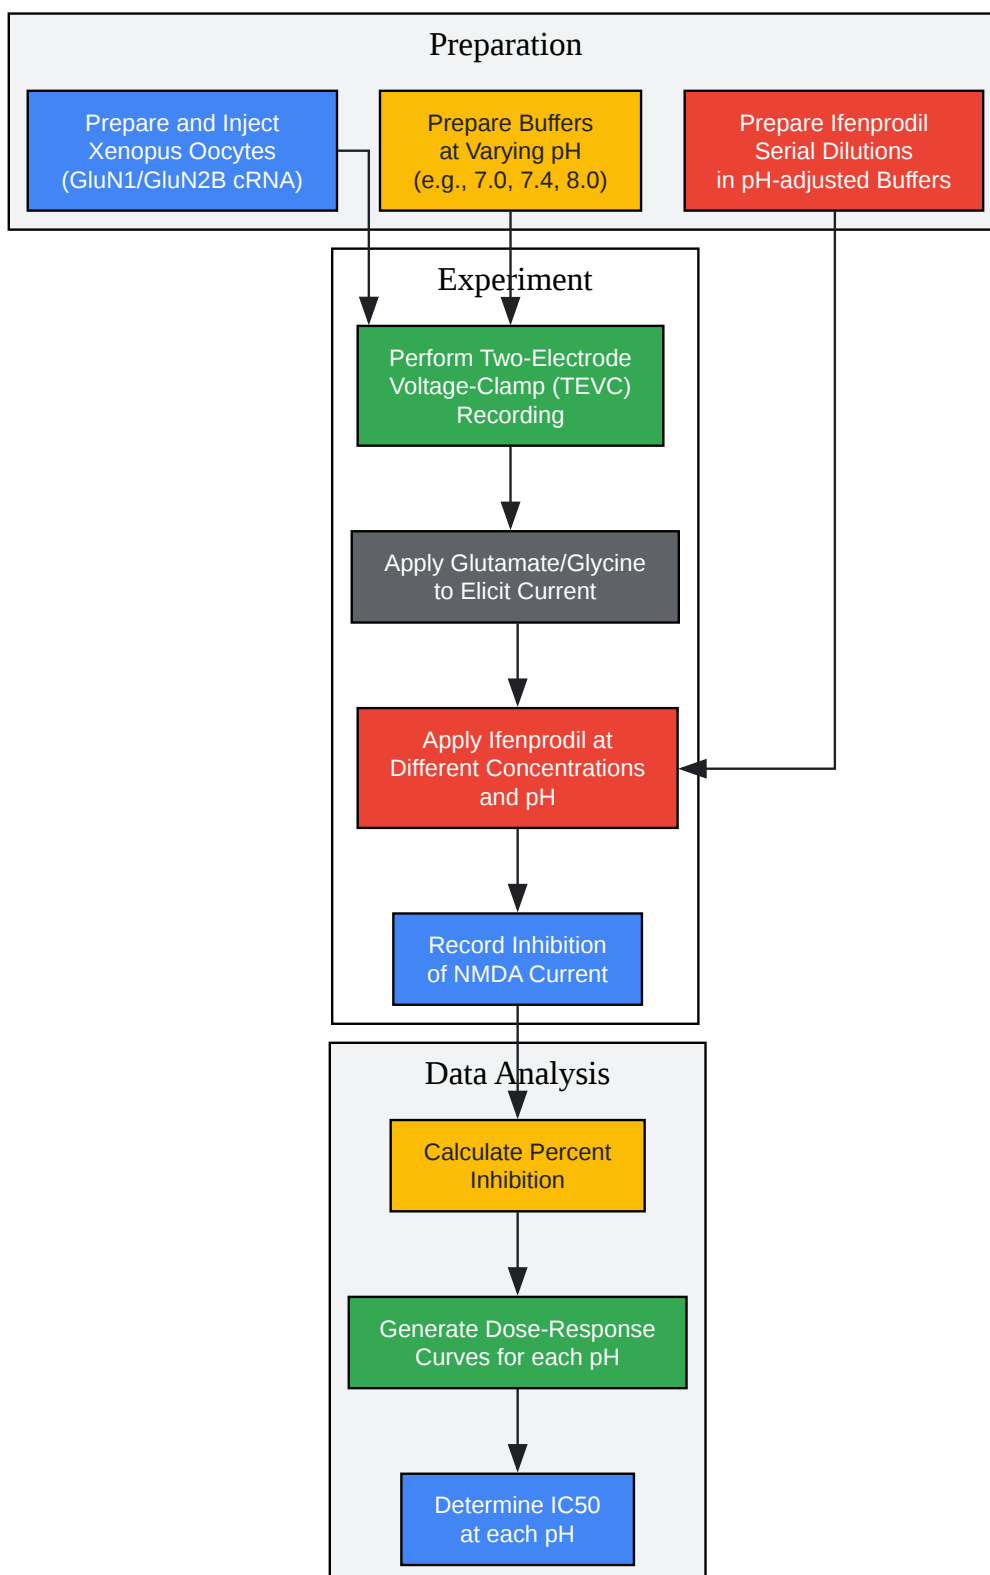 Preparation
Prepare and Inject
Xenopus Oocytes
(GluN1/GluN2B cRNA)
Prepare Buffers
at Varying pH
(e.g., 7.0, 7.4, 8.0)
Prepare Ifenprodil
Serial Dilutions
in pH-adjusted Buffers
Experiment
Perform Two-Electrode
Voltage-Clamp (TEVC)
Recording
Apply Glutamate/Glycine
to Elicit Current
Apply Ifenprodil at
Different Concentrations
and pH
Record Inhibition
of NMDA Current
Data Analysis
Calculate Percent
Inhibition
Generate Dose-Response
Curves for each pH
Determine IC50
at each pH